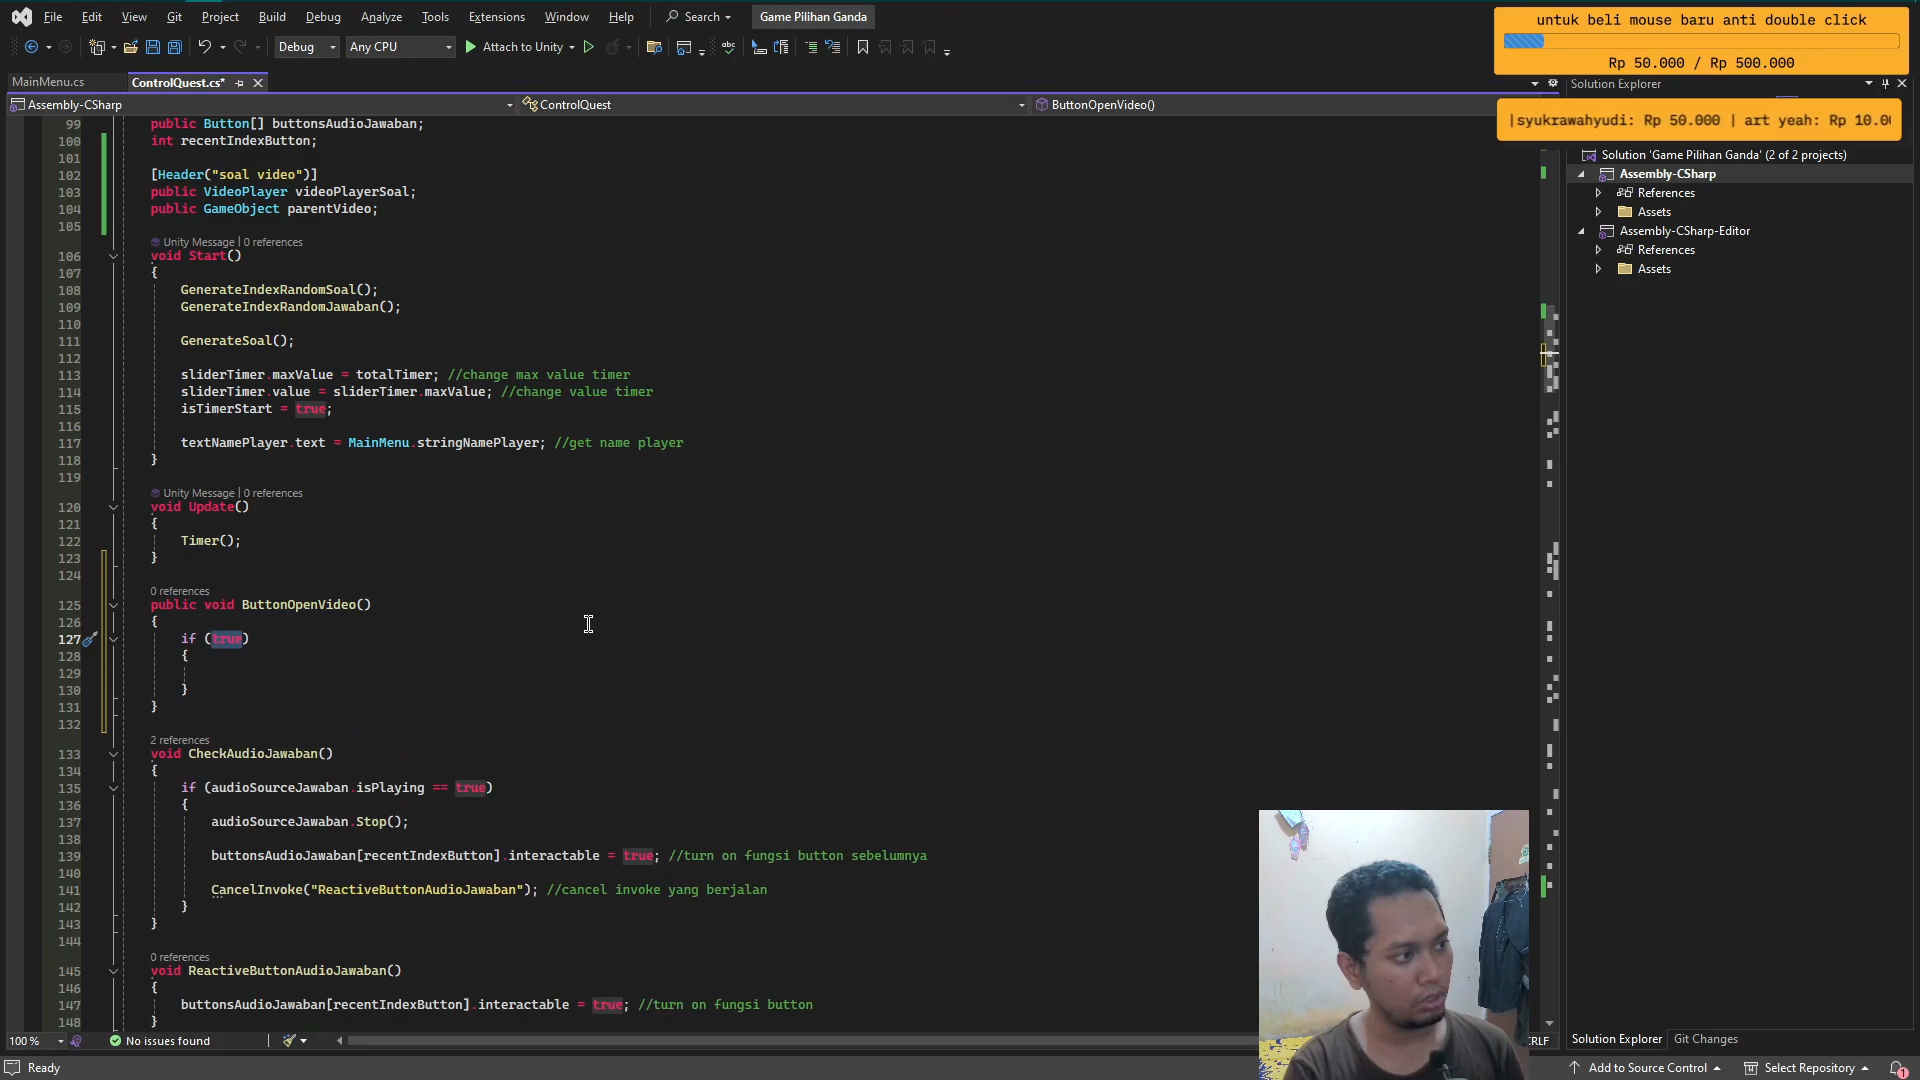 File Edit View Git Project Build Debug Analyze Tools Extensions Window Help Search Game Pilihan Ganda
untuk beli mouse baru anti double click
Rp 50.000 / Rp 500.000
Debug Any CPU Attach to Unity
MainMenu.cs ControlQuest.cs*
Solution Explorer
Assembly-CSharp ControlQuest ButtonOpenVideo()
|syukrawahyudi: Rp 50.000 | art yeah: Rp 10.0
Solution 'Game Pilihan Ganda' (2 of 2 projects)
Assembly-CSharp
References
Assets
Assembly-CSharp-Editor
References
Assets
99 public Button[] buttonsAudioJawaban;
100 int recentIndexButton;
101
102 [Header("soal video")]
103 public VideoPlayer videoPlayerSoal;
104 public GameObject parentVideo;
105
Unity Message | 0 references
106 void Start()
107 {
108 GenerateIndexRandomSoal();
109 GenerateIndexRandomJawaban();
110
111 GenerateSoal();
112
113 sliderTimer.maxValue = totalTimer; //change max value timer
114 sliderTimer.value = sliderTimer.maxValue; //change value timer
115 isTimerStart = true;
116
117 textNamePlayer.text = MainMenu.stringNamePlayer; //get name player
118 }
119
Unity Message | 0 references
120 void Update()
121 {
122 Timer();
123 }
124
0 references
125 public void ButtonOpenVideo()
126 {
127 if (true)
128 {
129
130 }
131 }
132
2 references
133 void CheckAudioJawaban()
134 {
135 if (audioSourceJawaban.isPlaying == true)
136 {
137 audioSourceJawaban.Stop();
138
139 buttonsAudioJawaban[recentIndexButton].interactable = true; //turn on fungsi button sebelumnya
140
141 CancelInvoke("ReactiveButtonAudioJawaban"); //cancel invoke yang berjalan
142 }
143 }
144
0 references
145 void ReactiveButtonAudioJawaban()
146 {
147 buttonsAudioJawaban[recentIndexButton].interactable = true; //turn on fungsi button
148 }
100 % No issues found CRLF
Solution Explorer Git Changes
Ready Add to Source Control Select Repository 1